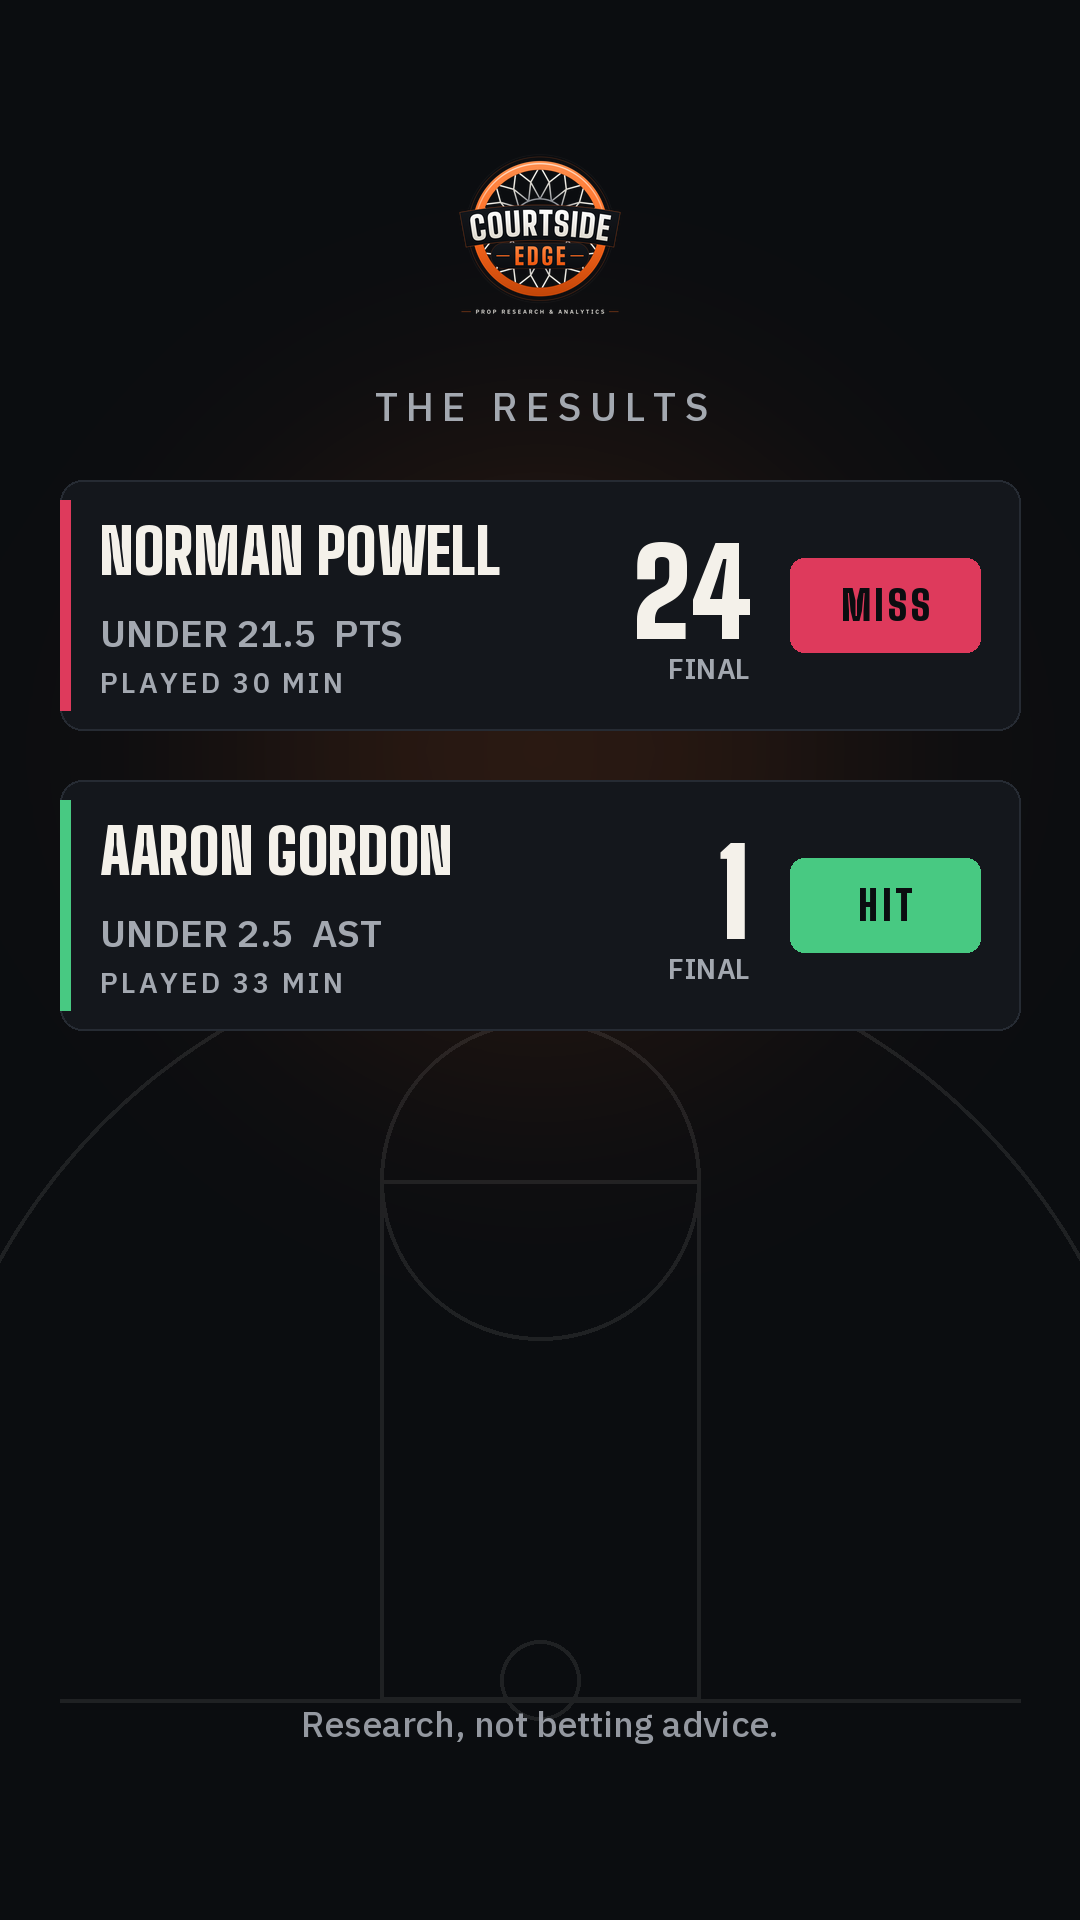 COURTSIDE
EDGE
PROP RESEARCH & ANALYTICS
THE RESULTS
NORMAN POWELL
UNDER 21.5 PTS
PLAYED 30 MIN
24
FINAL
MISS
AARON GORDON
UNDER 2.5 AST
PLAYED 33 MIN
1
FINAL
HIT
Research, not betting advice.